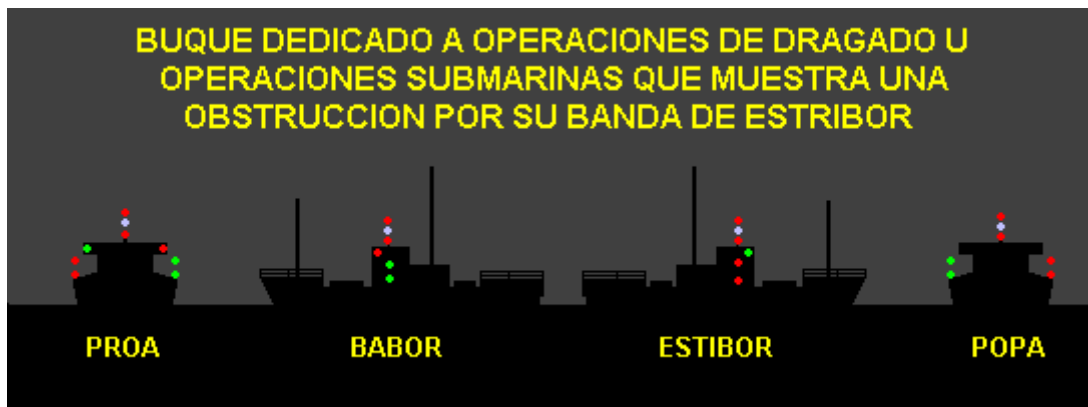 BUQUE DEDICADO A OPERACIONES DE DRAGADO U
OPERACIONES SUBMARINAS QUE MUESTRA UNA
OBSTRUCCION POR SU BANDA DE ESTRIBOR
PROA BABOR ESTIBOR POPA